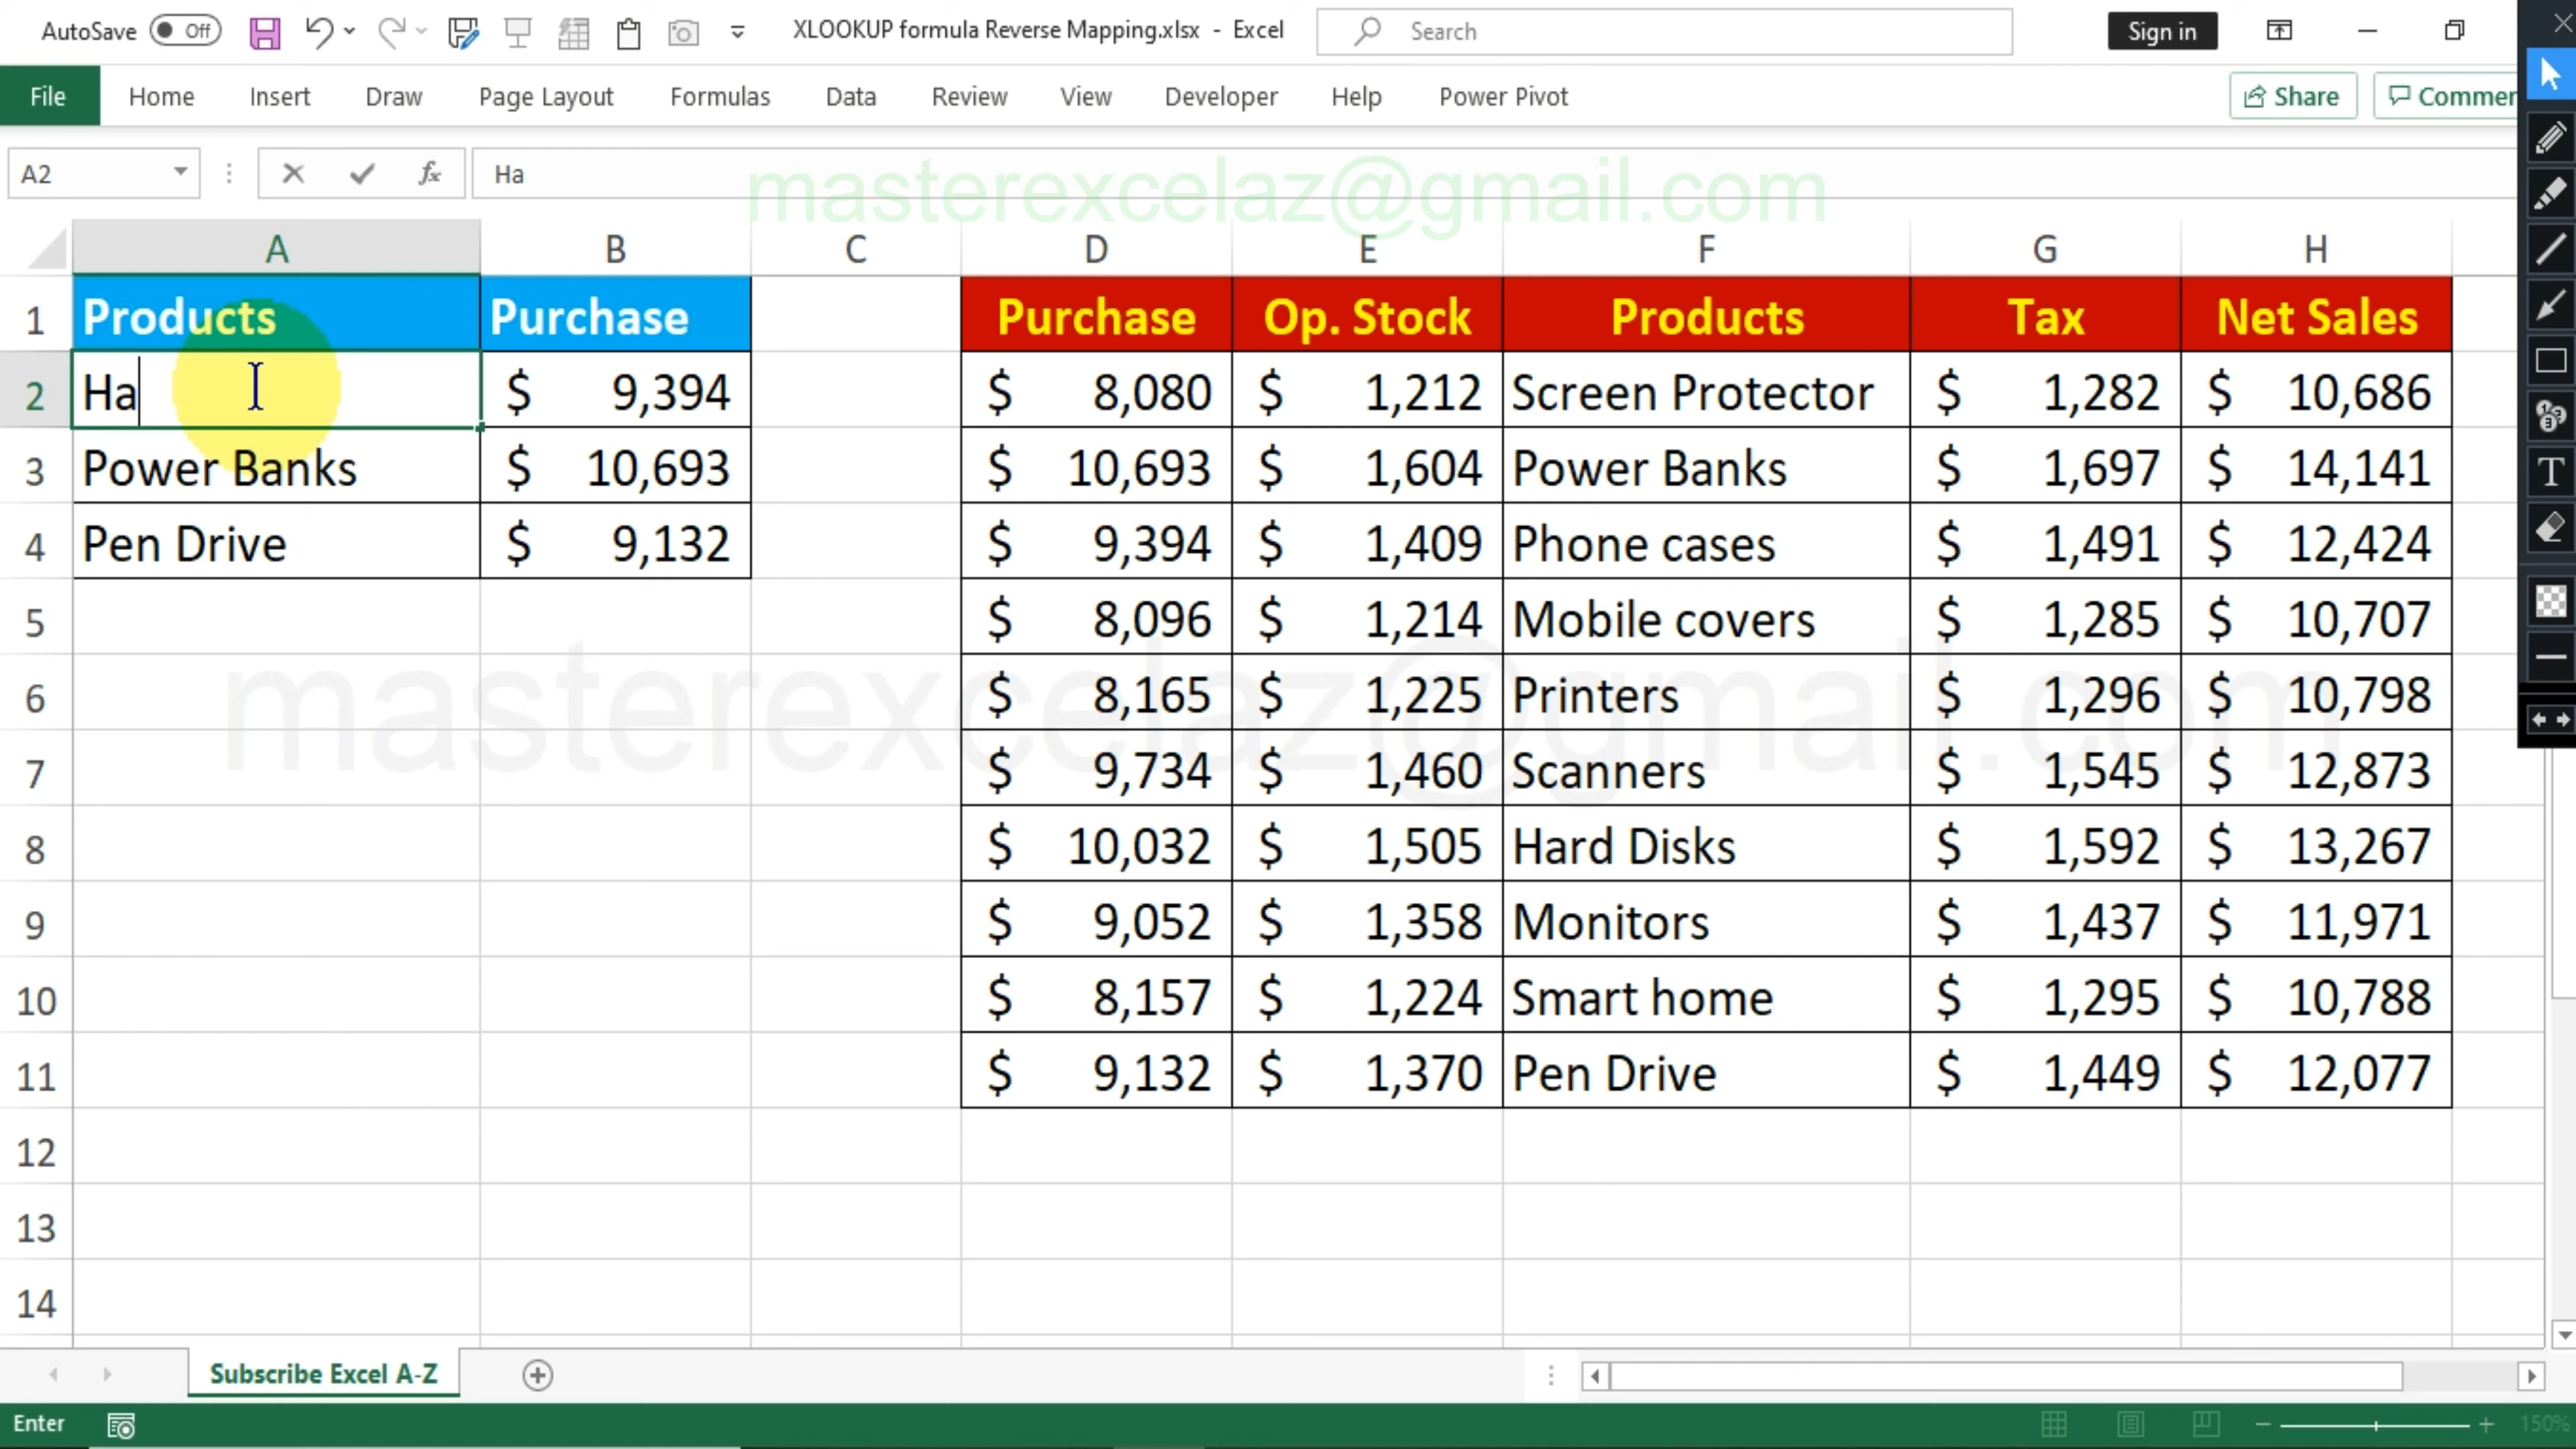 AutoSave Off XLOOKUP formula Reverse Mapping.xlsx - Excel Search Sign in
File Home Insert Draw Page Layout Formulas Data Review View Developer Help Power Pivot Share Commen
A2 fx Ha
masterexcelaz@gmail.com
A B C D E F G H
1 Products Purchase Purchase Op. Stock Products Tax Net Sales
2 Ha $ 9,394 $ 8,080 $ 1,212 Screen Protector $ 1,282 $ 10,686
3 Power Banks $ 10,693 $ 10,693 $ 1,604 Power Banks $ 1,697 $ 14,141
4 Pen Drive $ 9,132 $ 9,394 $ 1,409 Phone cases $ 1,491 $ 12,424
5 $ 8,096 $ 1,214 Mobile covers $ 1,285 $ 10,707
masterexcelaz@gmail.com
6 $ 8,165 $ 1,225 Printers $ 1,296 $ 10,798
7 $ 9,734 $ 1,460 Scanners $ 1,545 $ 12,873
8 $ 10,032 $ 1,505 Hard Disks $ 1,592 $ 13,267
9 $ 9,052 $ 1,358 Monitors $ 1,437 $ 11,971
10 $ 8,157 $ 1,224 Smart home $ 1,295 $ 10,788
11 $ 9,132 $ 1,370 Pen Drive $ 1,449 $ 12,077
12
13
14
Subscribe Excel A-Z
Enter 150%